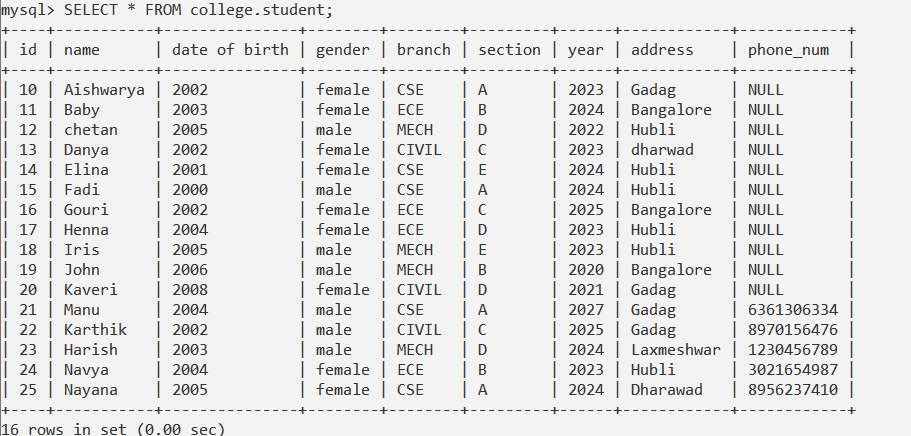 mysql> SELECT * FROM college.student;
+----+-----------+---------------+--------+--------+---------+------+------------+------------+
| id | name      | date of birth | gender | branch | section | year | address    | phone_num  |
+----+-----------+---------------+--------+--------+---------+------+------------+------------+
| 10 | Aishwarya | 2002          | female | CSE    | A       | 2023 | Gadag      | NULL       |
| 11 | Baby      | 2003          | female | ECE    | B       | 2024 | Bangalore  | NULL       |
| 12 | chetan    | 2005          | male   | MECH   | D       | 2022 | Hubli      | NULL       |
| 13 | Danya     | 2002          | female | CIVIL  | C       | 2023 | dharwad    | NULL       |
| 14 | Elina     | 2001          | female | CSE    | E       | 2024 | Hubli      | NULL       |
| 15 | Fadi      | 2000          | male   | CSE    | A       | 2024 | Hubli      | NULL       |
| 16 | Gouri     | 2002          | female | ECE    | C       | 2025 | Bangalore  | NULL       |
| 17 | Henna     | 2004          | female | ECE    | D       | 2023 | Hubli      | NULL       |
| 18 | Iris      | 2005          | male   | MECH   | E       | 2023 | Hubli      | NULL       |
| 19 | John      | 2006          | male   | MECH   | B       | 2020 | Bangalore  | NULL       |
| 20 | Kaveri    | 2008          | female | CIVIL  | D       | 2021 | Gadag      | NULL       |
| 21 | Manu      | 2004          | male   | CSE    | A       | 2027 | Gadag      | 6361306334 |
| 22 | Karthik   | 2002          | male   | CIVIL  | C       | 2025 | Gadag      | 8970156476 |
| 23 | Harish    | 2003          | male   | MECH   | D       | 2024 | Laxmeshwar | 1230456789 |
| 24 | Navya     | 2004          | female | ECE    | B       | 2023 | Hubli      | 3021654987 |
| 25 | Nayana    | 2005          | female | CSE    | A       | 2024 | Dharawad   | 8956237410 |
+----+-----------+---------------+--------+--------+---------+------+------------+------------+
16 rows in set (0.00 sec)